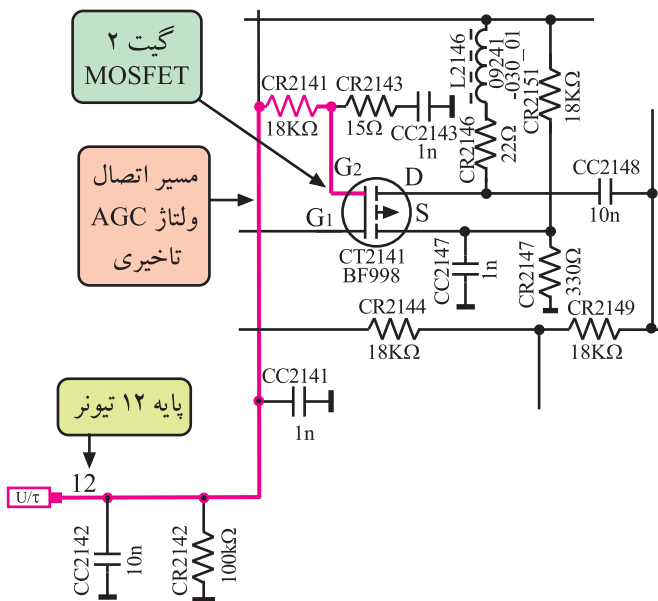 گیت ۲
MOSFET
CR2141
18KΩ
CR2143
15Ω
CC2143
1n
L2146
09241
-030_01
CR2146
22Ω
CR2151
18KΩ
مسیر اتصال
ولتاژ AGC
تاخیری
G2
D
G1
S
CT2141
BF998
CC2148
10n
CC2147
1n
CR2147
330Ω
CR2144
18KΩ
CR2149
18KΩ
CC2141
1n
پایه ۱۲ تیونر
12
U/τ
CC2142
10n
CR2142
100kΩ